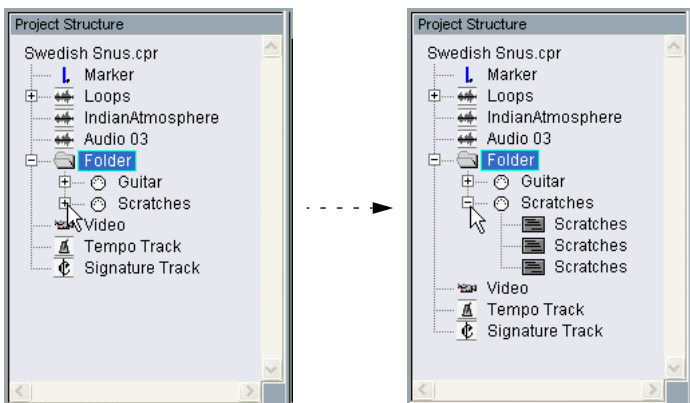 Project Structure
Swedish Snus.cpr
Marker
Loops
IndianAtmosphere
Audio 03
Folder
Guitar
Scratches
Video
Tempo Track
Signature Track
Project Structure
Swedish Snus.cpr
Marker
Loops
IndianAtmosphere
Audio 03
Folder
Guitar
Scratches
Scratches
Scratches
Scratches
Video
Tempo Track
Signature Track